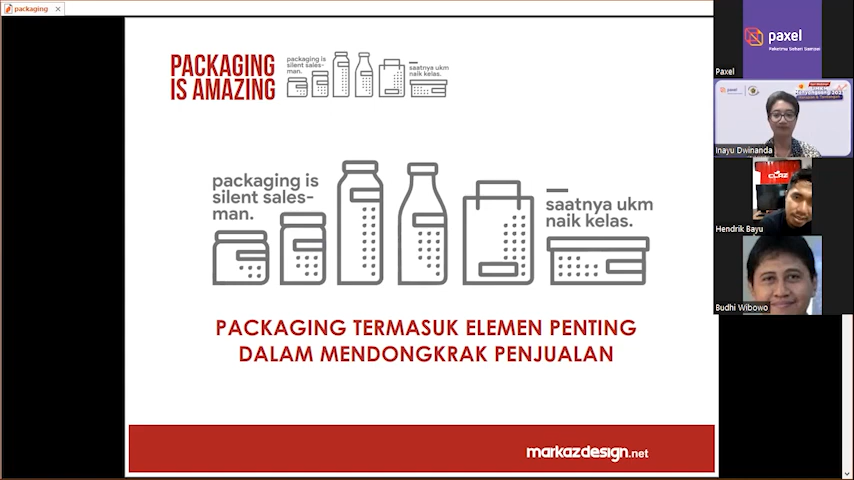 packaging
PACKAGING
IS AMAZING
packaging is
silent sales-
man.
saatnya ukm
naik kelas.
packaging is
silent sales-
man.
saatnya ukm
naik kelas.
PACKAGING TERMASUK ELEMEN PENTING
DALAM MENDONGKRAK PENJUALAN
markazdesign.net
paxel
Paxel
paxel
Inayu Dwinanda
Hendrik Bayu
Budhi Wibowo